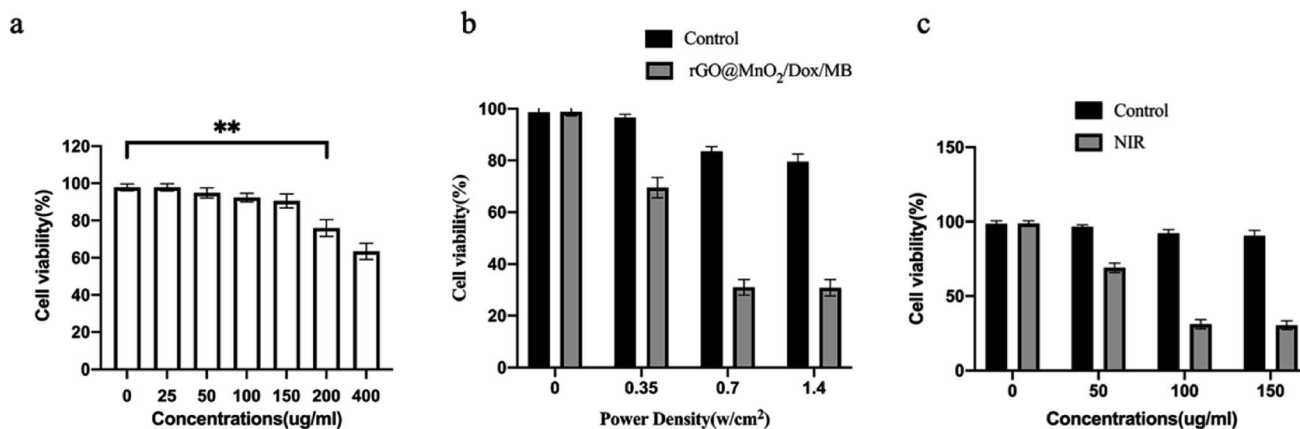 a
**
120
100
80
60
40
20
0
Cell viability(%)
0 25 50 100 150 200 400
Concentrations(ug/ml)
b
Control
rGO@MnO₂/Dox/MB
100
80
60
40
20
0
Cell viability(%)
0 0.35 0.7 1.4
Power Density(w/cm²)
c
Control
NIR
150
100
50
0
Cell viability(%)
0 50 100 150
Concentrations(ug/ml)